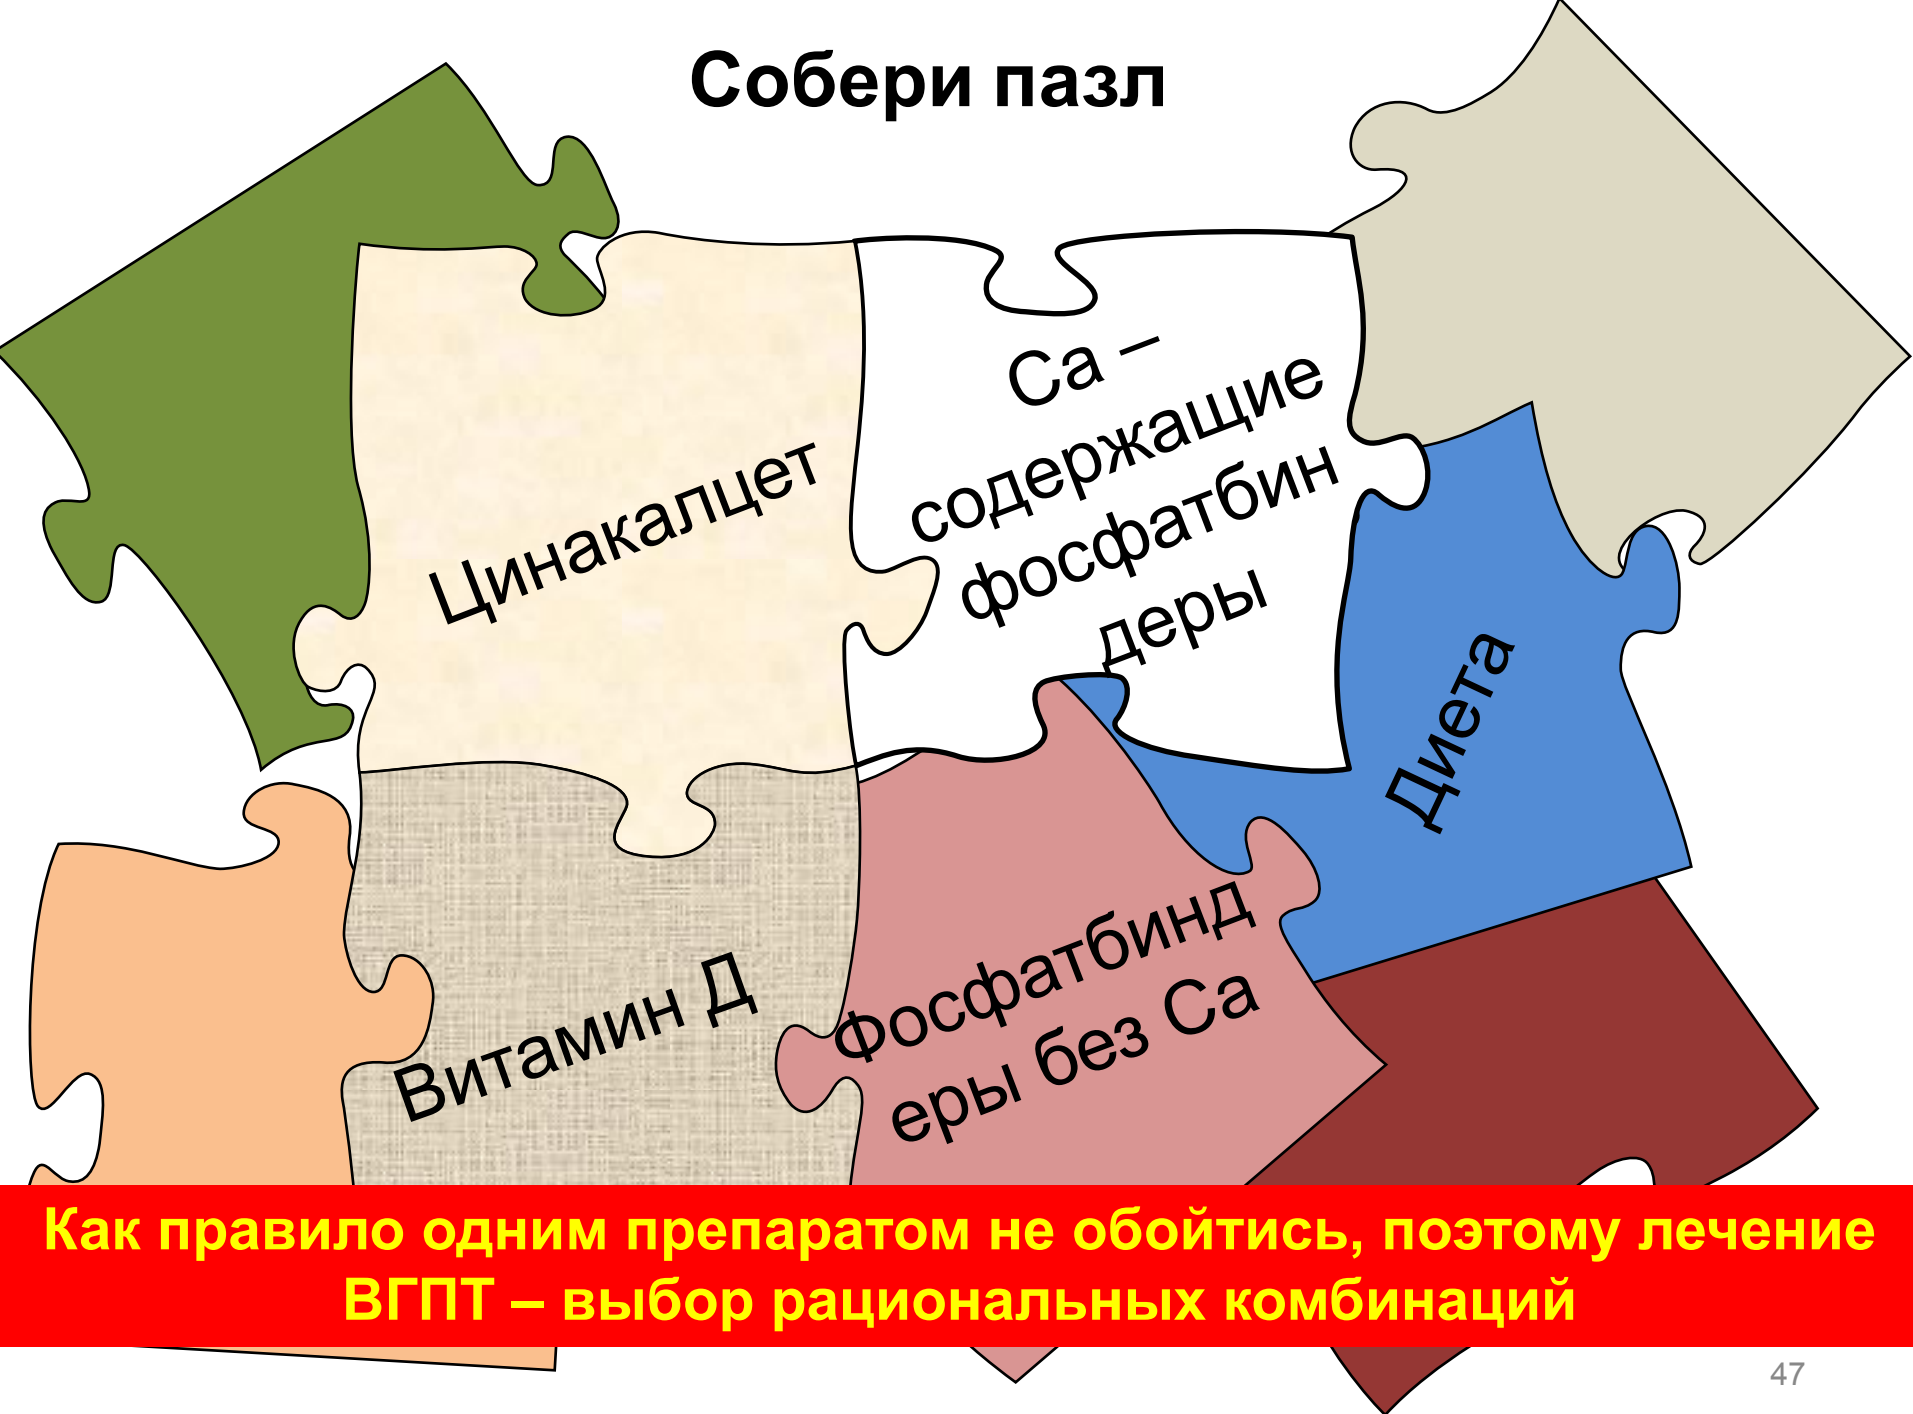 Собери пазл
Цинакалцет
Са –
содержащие
фосфатбин
деры
Диета
Витамин Д
Фосфатбинд
еры без Са
Как правило одним препаратом не обойтись, поэтому лечение
ВГПТ – выбор рациональных комбинаций
47